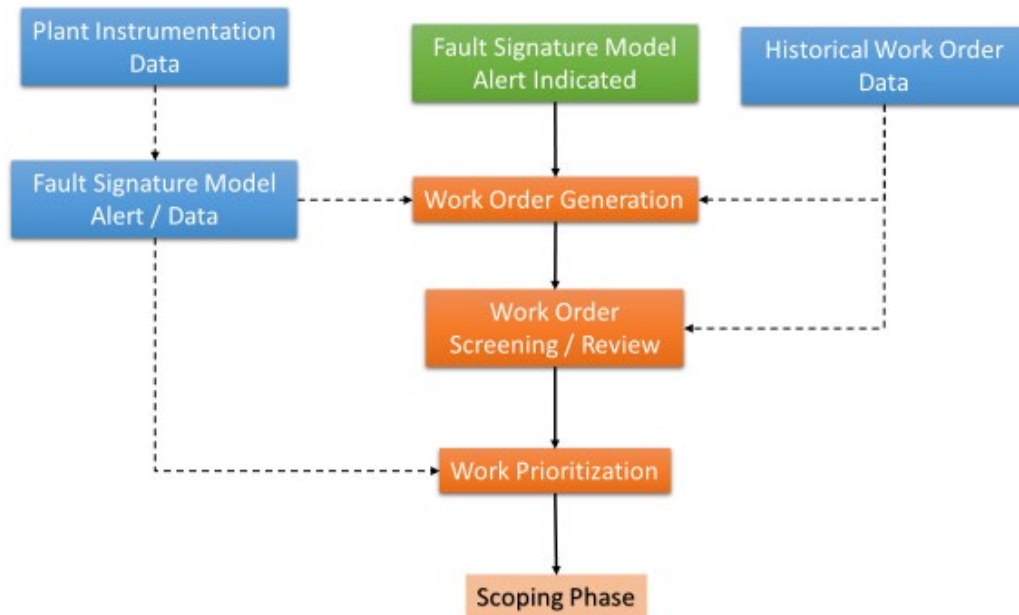 Plant Instrumentation
Data
Fault Signature Model
Alert Indicated
Historical Work Order
Data
Fault Signature Model
Alert / Data
Work Order Generation
Work Order
Screening / Review
Work Prioritization
Scoping Phase